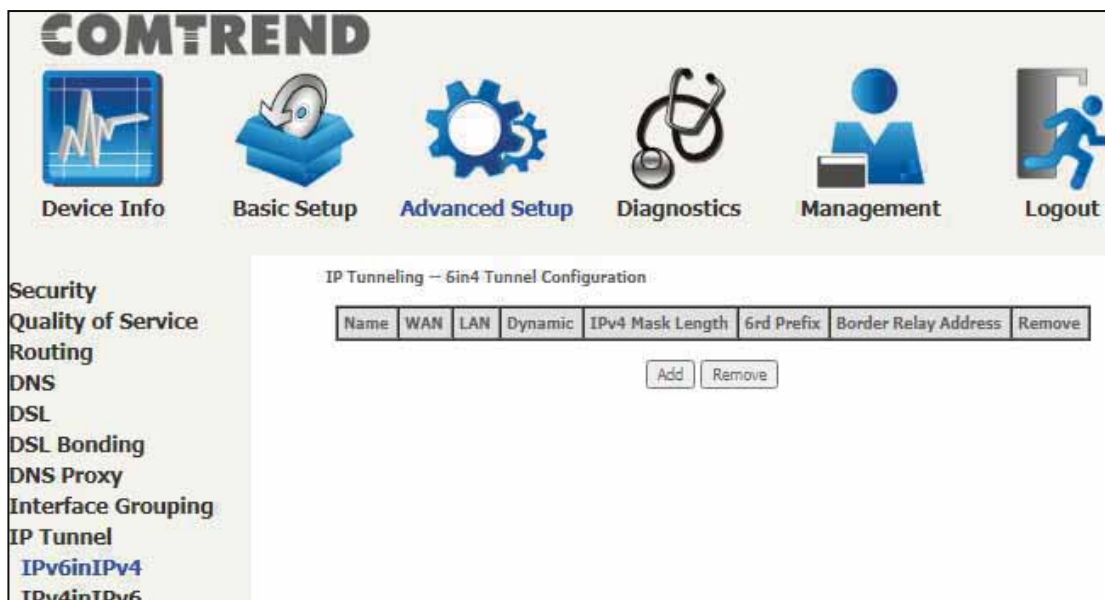 COMTREND
Device Info Basic Setup Advanced Setup Diagnostics Management Logout
IP Tunneling -- 6in4 Tunnel Configuration
Name WAN LAN Dynamic IPv4 Mask Length 6rd Prefix Border Relay Address Remove
Add Remove
Security
Quality of Service
Routing
DNS
DSL
DSL Bonding
DNS Proxy
Interface Grouping
IP Tunnel
IPv6inIPv4
IPv4inIPv6